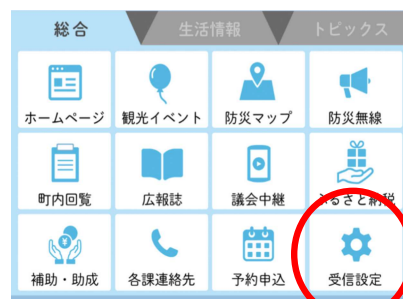 総合 生活情報 トピックス
ホームページ 観光イベント 防災マップ 防災無線
町内回覧 広報誌 議会中継 ふるさと納税
補助・助成 各課連絡先 予約申込 受信設定